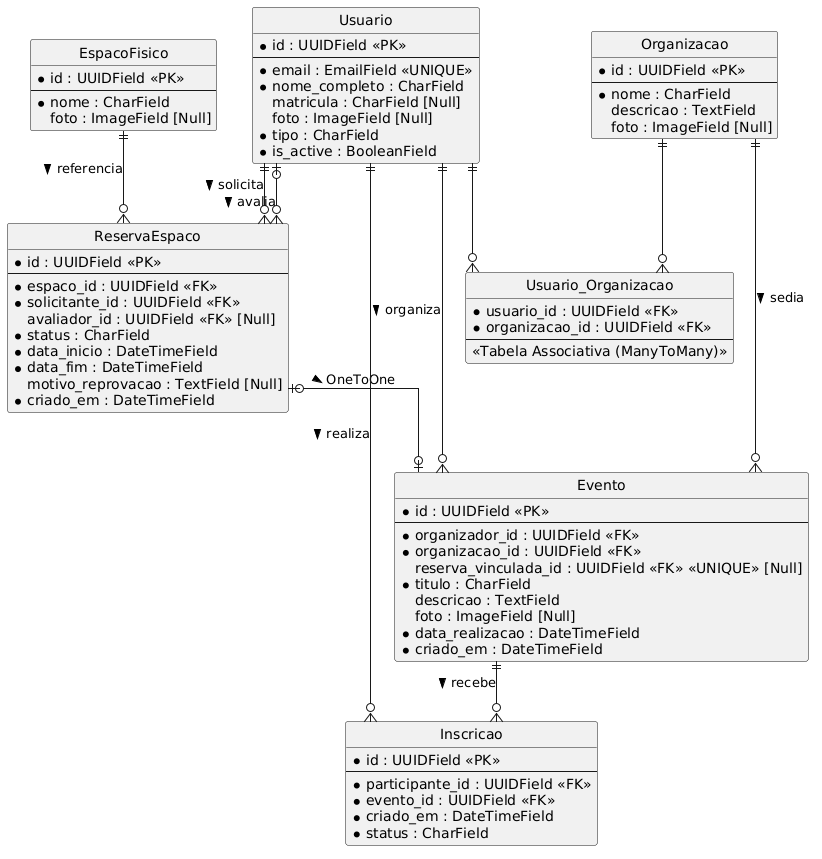 Usuario
id : UUIDField «PK»
email : EmailField «UNIQUE»
nome_completo : CharField
matricula : CharField [Null]
foto : ImageField [Null]
tipo : CharField
is_active : BooleanField
EspacoFisico
id : UUIDField «PK»
nome : CharField
foto : ImageField [Null]
Organizacao
id : UUIDField «PK»
nome : CharField
descricao : TextField
foto : ImageField [Null]
referencia
solicita
avalia
ReservaEspaco
id : UUIDField «PK»
espaco_id : UUIDField «FK»
solicitante_id : UUIDField «FK»
avaliador_id : UUIDField «FK» [Null]
status : CharField
data_inicio : DateTimeField
data_fim : DateTimeField
motivo_reprovacao : TextField [Null]
criado_em : DateTimeField
Usuario_Organizacao
usuario_id : UUIDField «FK»
organizacao_id : UUIDField «FK»
«Tabela Associativa (ManyToMany)»
organiza
sedia
OneToOne
realiza
Evento
id : UUIDField «PK»
organizador_id : UUIDField «FK»
organizacao_id : UUIDField «FK»
reserva_vinculada_id : UUIDField «FK» «UNIQUE» [Null]
titulo : CharField
descricao : TextField
foto : ImageField [Null]
data_realizacao : DateTimeField
criado_em : DateTimeField
recebe
Inscricao
id : UUIDField «PK»
participante_id : UUIDField «FK»
evento_id : UUIDField «FK»
criado_em : DateTimeField
status : CharField